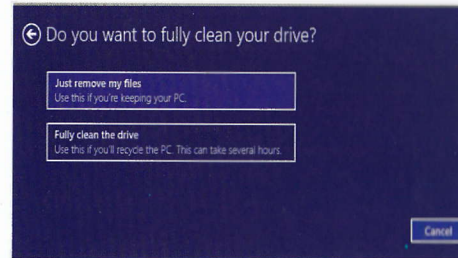 Do you want to fully clean your drive?
Just remove my files
Use this if you're keeping your PC.
Fully clean the drive
Use this if you'll recycle the PC. This can take several hours.
Cancel